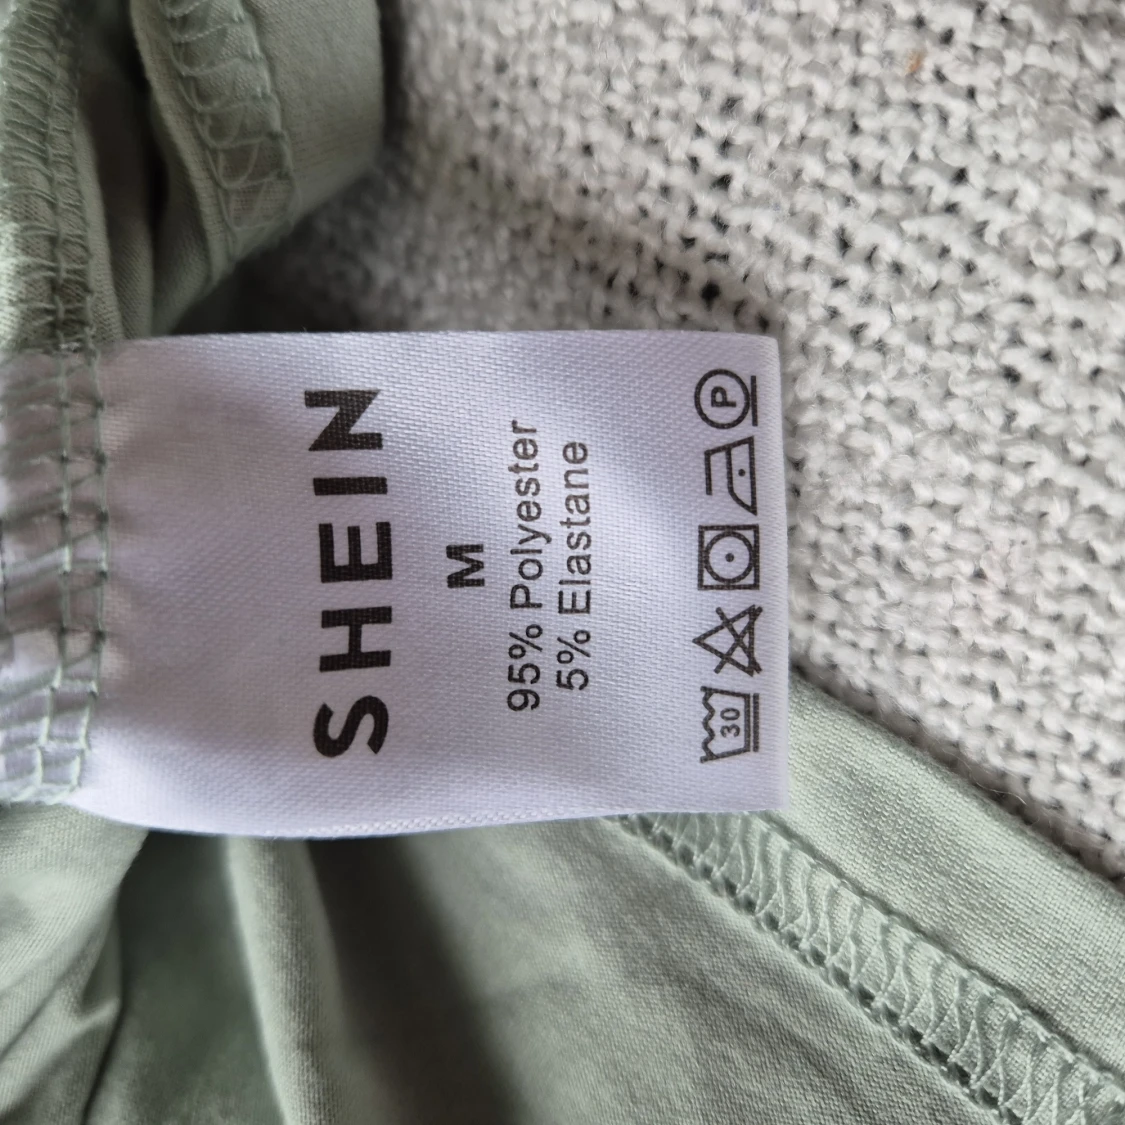 SHEIN
M
95% Polyester
5% Elastane
30 P